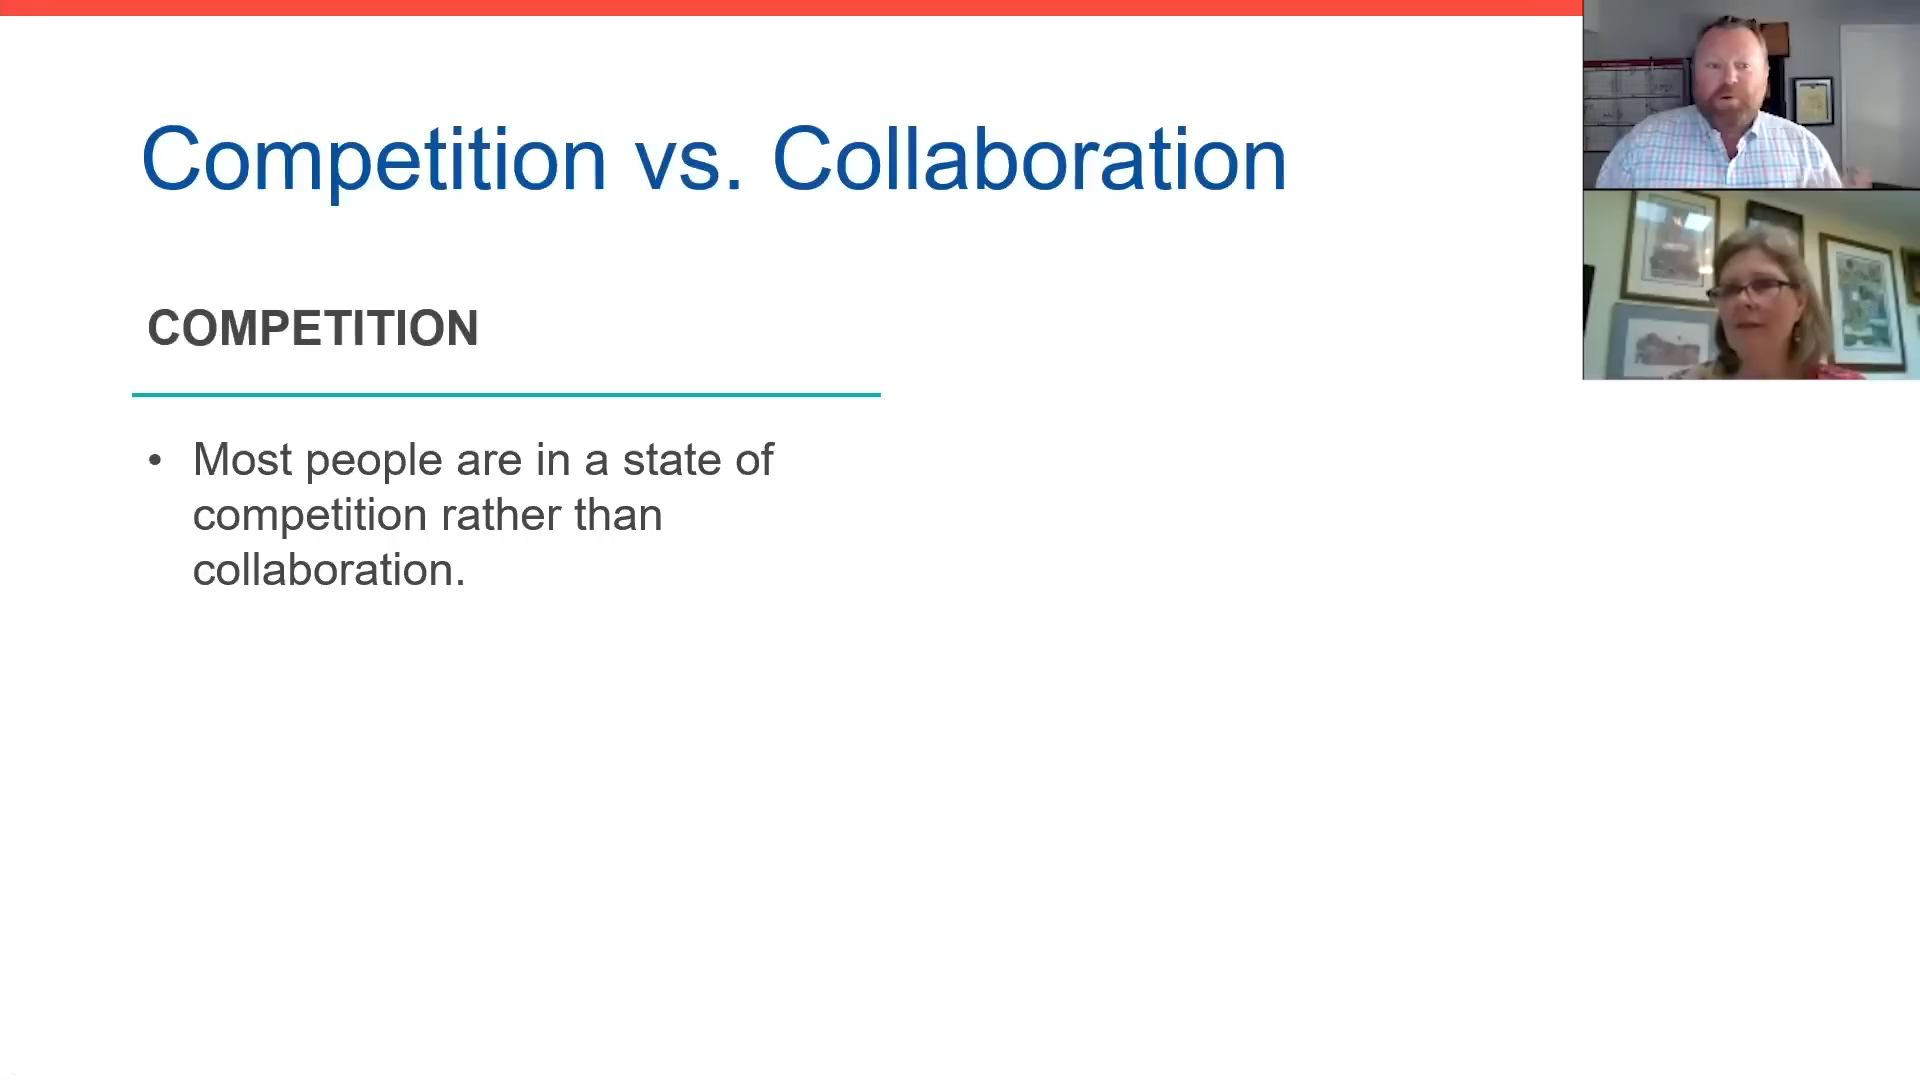 Competition vs. Collaboration
COMPETITION
• Most people are in a state of
competition rather than
collaboration.